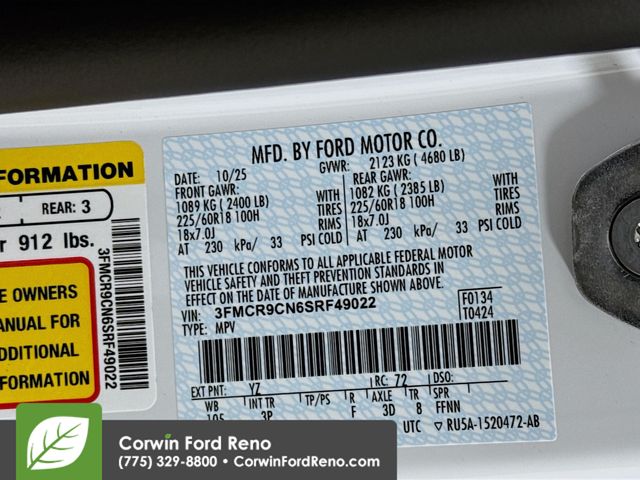 FORMATION
REAR: 3
912 lbs.
E OWNERS
ANUAL FOR
DDITIONAL
FORMATION
3FMCR9CN6SRF49022
MFD. BY FORD MOTOR CO.
DATE: 10/25 GVWR: 2123 KG ( 4680 LB)
FRONT GAWR: REAR GAWR:
1089 KG ( 2400 LB) WITH 1082 KG ( 2385 LB) WITH
225/60R18 100H TIRES 225/60R18 100H TIRES
18x7.0J RIMS 18x7.0J RIMS
AT 230 kPa/ 33 PSI COLD AT 230 kPa/ 33 PSI COLD
THIS VEHICLE CONFORMS TO ALL APPLICABLE FEDERAL MOTOR
VEHICLE SAFETY AND THEFT PREVENTION STANDARDS IN
EFFECT ON THE DATE OF MANUFACTURE SHOWN ABOVE.
VIN: 3FMCR9CN6SRF49022 F0134
TYPE: MPV T0424
EXT PNT: YZ RC: 72 DSO:
WB INT TR TP/PS R AXLE TR SPR
105 3P F 3D 8 FFNN
UTC ▽ RU5A-1520472-AB
Corwin Ford Reno
(775) 329-8800 • CorwinFordReno.com